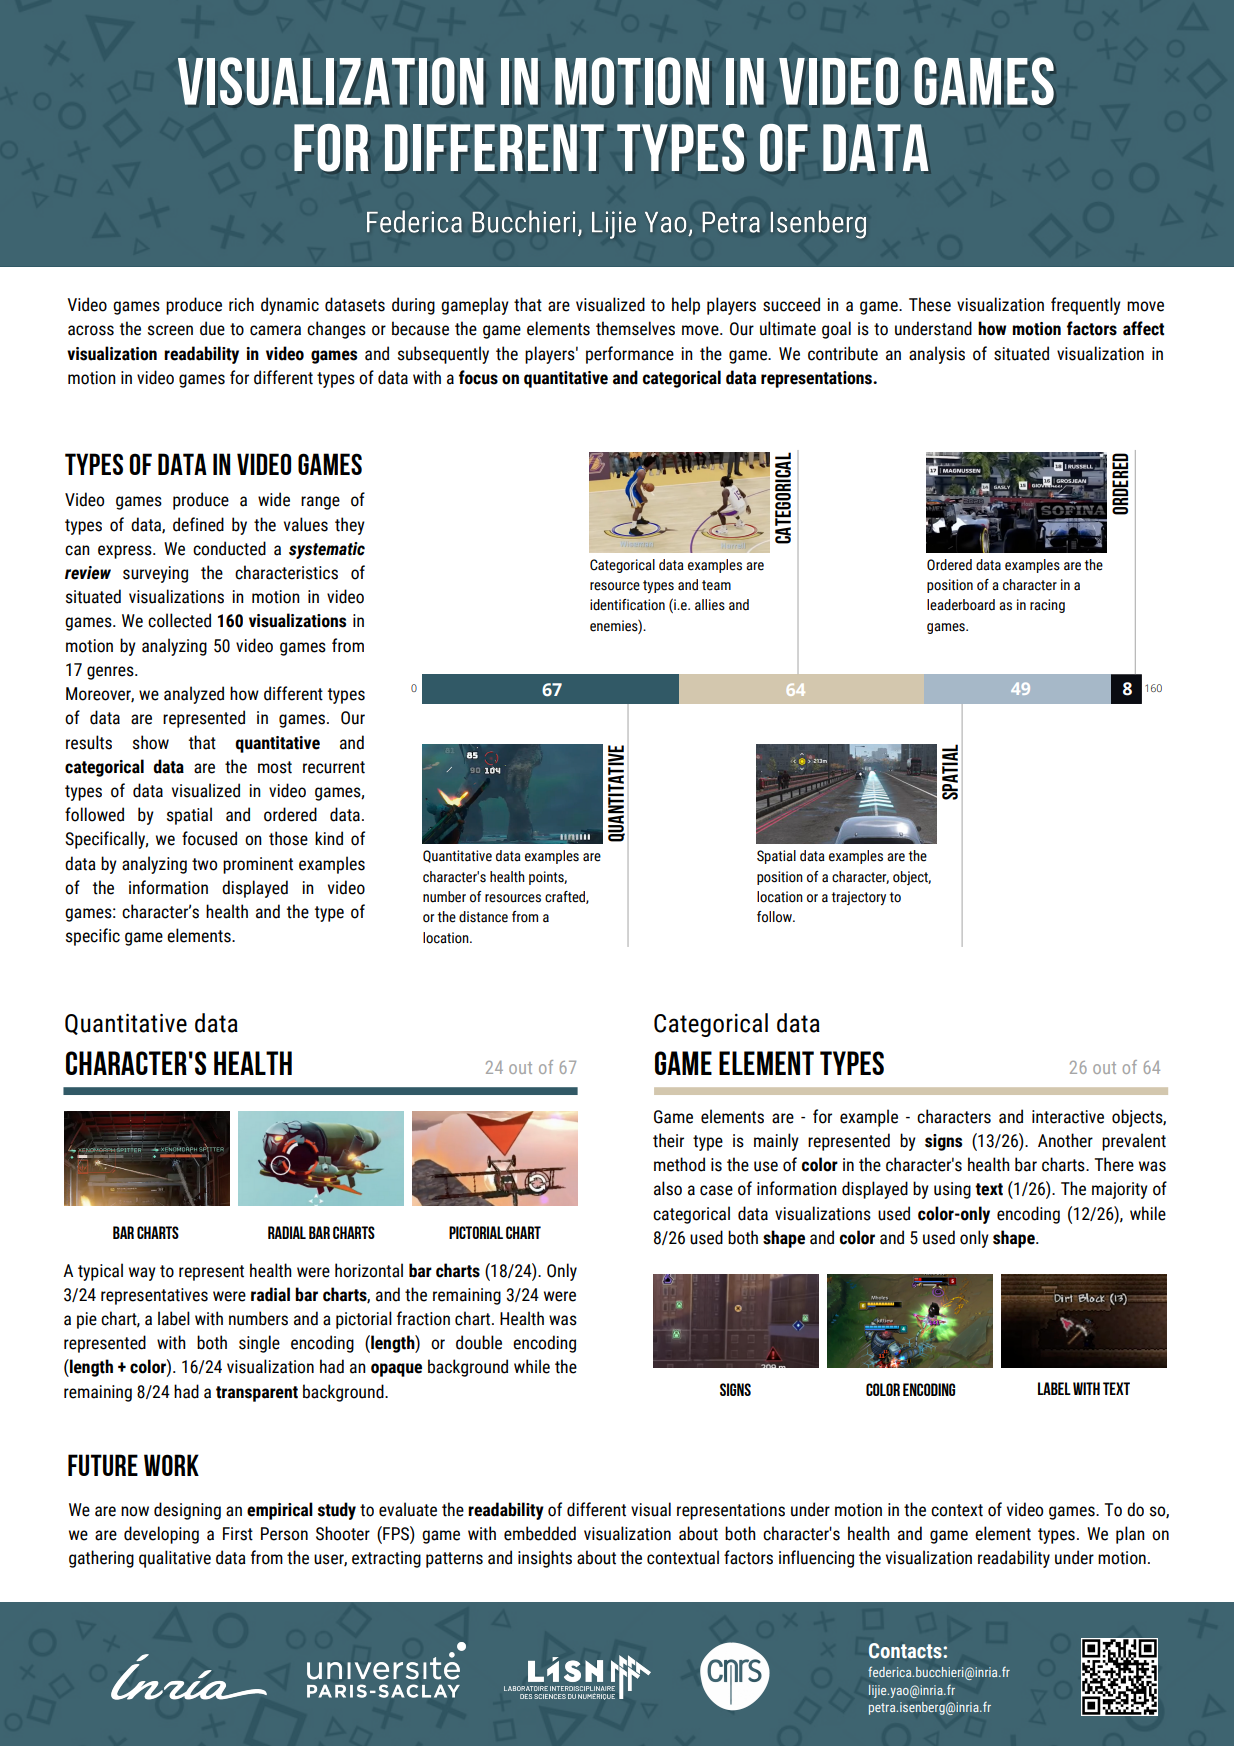 VISUALIZATION IN MOTION IN VIDEO GAMES
FOR DIFFERENT TYPES OF DATA
Federica Bucchieri, Lijie Yao, Petra Isenberg
Video games produce rich dynamic datasets during gameplay that are visualized to help players succeed in a game. These visualization frequently move
across the screen due to camera changes or because the game elements themselves move. Our ultimate goal is to understand how motion factors affect
visualization readability in video games and subsequently the players' performance in the game. We contribute an analysis of situated visualization in
motion in video games for different types of data with a focus on quantitative and categorical data representations.
TYPES OF DATA IN VIDEO GAMES
Video games produce a wide range of
types of data, defined by the values they
can express. We conducted a systematic
review surveying the characteristics of
situated visualizations in motion in video
games. We collected 160 visualizations in
motion by analyzing 50 video games from
17 genres.
Moreover, we analyzed how different types
of data are represented in games. Our
results show that quantitative and
categorical data are the most recurrent
types of data visualized in video games,
followed by spatial and ordered data.
Specifically, we focused on those kind of
data by analyzing two prominent examples
of the information displayed in video
games: character's health and the type of
specific game elements.
CATEGORICAL
Categorical data examples are
resource types and team
identification (i.e. allies and
enemies).
17 MAGNUSSEN
18 RUSSELL
16 GROSJEAN
GASLY
SOFINA
ORDERED
Ordered data examples are the
position of a character in a
leaderboard as in racing
games.
0
67
64
49
8
160
85
90 104
QUANTITATIVE
Quantitative data examples are
character's health points,
number of resources crafted,
or the distance from a
location.
213m
SPATIAL
Spatial data examples are the
position of a character, object,
location or a trajectory to
follow.
Quantitative data
CHARACTER'S HEALTH
24 out of 67
XENOMORPH SPITTER
XENOMORPH SPITTER
BAR CHARTS
RADIAL BAR CHARTS
PICTORIAL CHART
A typical way to represent health were horizontal bar charts (18/24). Only
3/24 representatives were radial bar charts, and the remaining 3/24 were
a pie chart, a label with numbers and a pictorial fraction chart. Health was
represented with both single encoding (length) or double encoding
(length + color). 16/24 visualization had an opaque background while the
remaining 8/24 had a transparent background.
Categorical data
GAME ELEMENT TYPES
26 out of 64
Game elements are - for example - characters and interactive objects,
their type is mainly represented by signs (13/26). Another prevalent
method is the use of color in the character's health bar charts. There was
also a case of information displayed by using text (1/26). The majority of
categorical data visualizations used color-only encoding (12/26), while
8/26 used both shape and color and 5 used only shape.
209 m
Dirt Block (13)
SIGNS
COLOR ENCODING
LABEL WITH TEXT
FUTURE WORK
We are now designing an empirical study to evaluate the readability of different visual representations under motion in the context of video games. To do so,
we are developing a First Person Shooter (FPS) game with embedded visualization about both character's health and game element types. We plan on
gathering qualitative data from the user, extracting patterns and insights about the contextual factors influencing the visualization readability under motion.
Inria
université
PARIS-SACLAY
LISN
LABORATOIRE INTERDISCIPLINAIRE
DES SCIENCES DU NUMÉRIQUE
cnrs
Contacts:
federica.bucchieri@inria.fr
lijie.yao@inria.fr
petra.isenberg@inria.fr